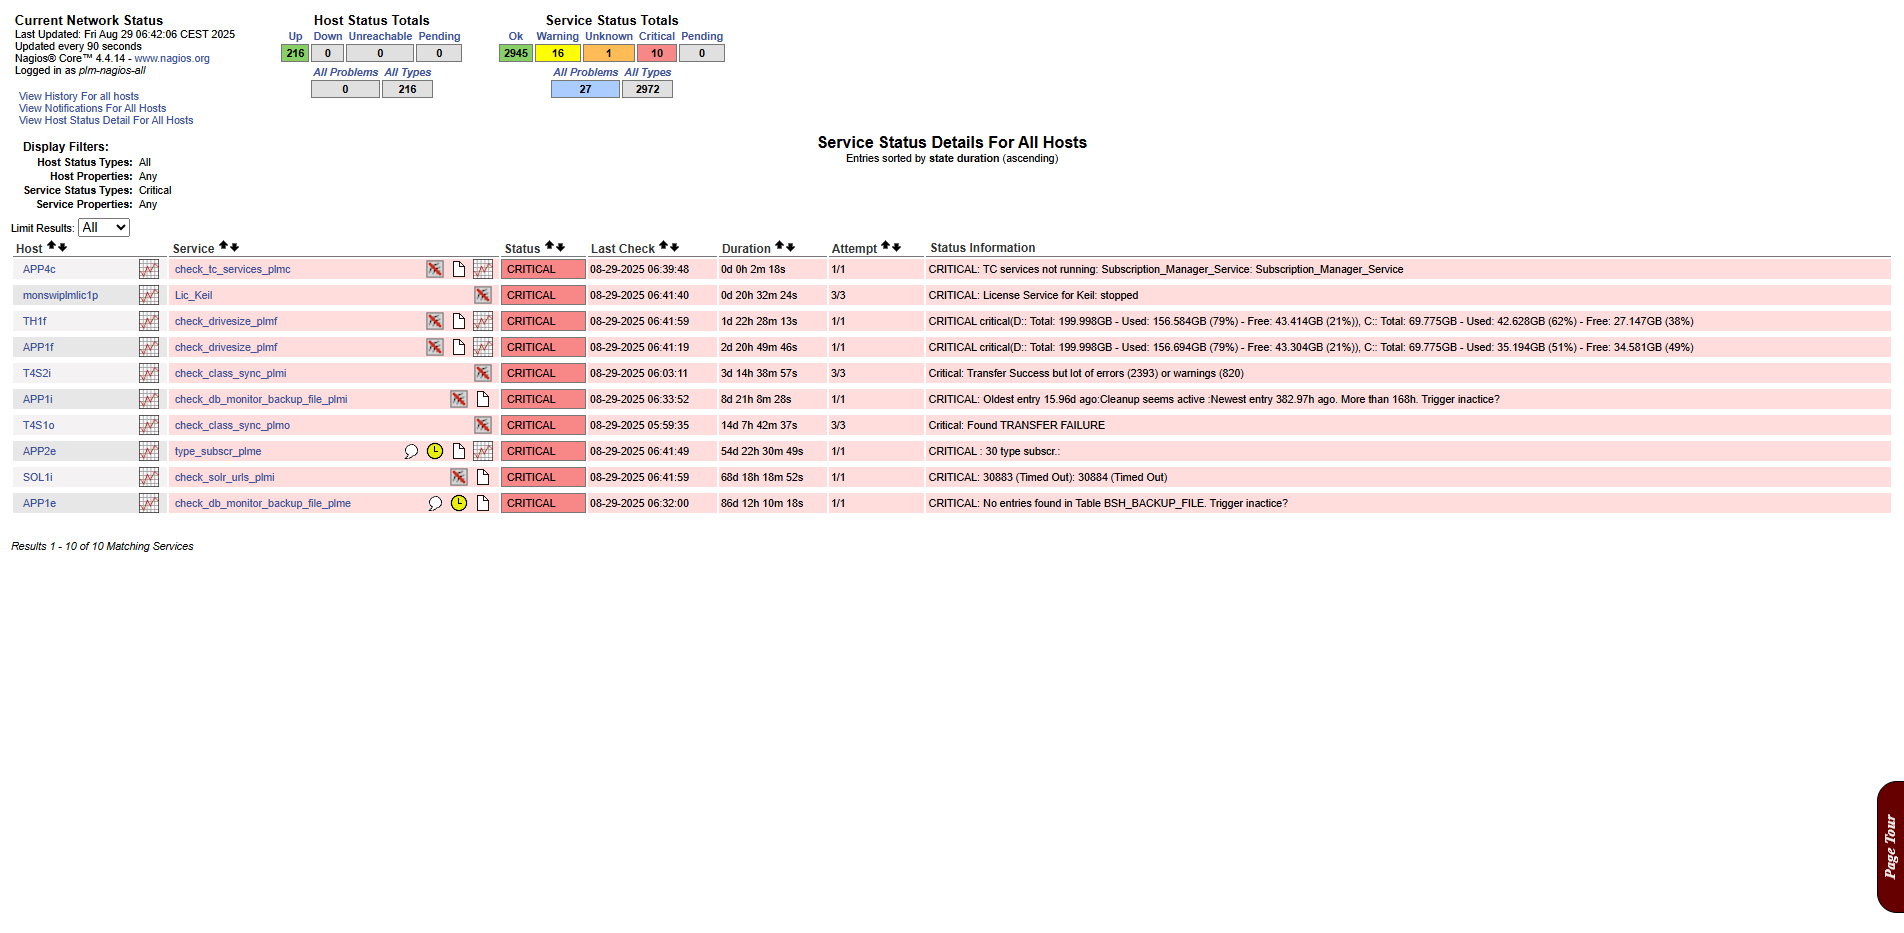 Current Network Status
Last Updated: Fri Aug 29 06:42:06 CEST 2025
Updated every 90 seconds
Nagios® Core™ 4.4.14 - www.nagios.org
Logged in as plm-nagios-all
View History For all hosts
View Notifications For All Hosts
View Host Status Detail For All Hosts
Host Status Totals
Up Down Unreachable Pending
216 0 0 0
All Problems All Types
0 216
Service Status Totals
Ok Warning Unknown Critical Pending
2945 16 1 10 0
All Problems All Types
27 2972
Display Filters:
Host Status Types: All
Host Properties: Any
Service Status Types: Critical
Service Properties: Any
Service Status Details For All Hosts
Entries sorted by state duration (ascending)
Limit Results: All
Host Service Status Last Check Duration Attempt Status Information
APP4c check_tc_services_plmc CRITICAL 08-29-2025 06:39:48 0d 0h 2m 18s 1/1 CRITICAL: TC services not running: Subscription_Manager_Service: Subscription_Manager_Service
monswiplmlic1p Lic_Keil CRITICAL 08-29-2025 06:41:40 0d 20h 32m 24s 3/3 CRITICAL: License Service for Keil: stopped
TH1f check_drivesize_plmf CRITICAL 08-29-2025 06:41:59 1d 22h 28m 13s 1/1 CRITICAL critical(D:: Total: 199.998GB - Used: 156.584GB (79%) - Free: 43.414GB (21%)), C:: Total: 69.775GB - Used: 42.628GB (62%) - Free: 27.147GB (38%)
APP1f check_drivesize_plmf CRITICAL 08-29-2025 06:41:19 2d 20h 49m 46s 1/1 CRITICAL critical(D:: Total: 199.998GB - Used: 156.694GB (79%) - Free: 43.304GB (21%)), C:: Total: 69.775GB - Used: 35.194GB (51%) - Free: 34.581GB (49%)
T4S2i check_class_sync_plmi CRITICAL 08-29-2025 06:03:11 3d 14h 38m 57s 3/3 Critical: Transfer Success but lot of errors (2393) or warnings (820)
APP1i check_db_monitor_backup_file_plmi CRITICAL 08-29-2025 06:33:52 8d 21h 8m 28s 1/1 CRITICAL: Oldest entry 15.96d ago:Cleanup seems active :Newest entry 382.97h ago. More than 168h. Trigger inactice?
T4S1o check_class_sync_plmo CRITICAL 08-29-2025 05:59:35 14d 7h 42m 37s 3/3 Critical: Found TRANSFER FAILURE
APP2e type_subscr_plme CRITICAL 08-29-2025 06:41:49 54d 22h 30m 49s 1/1 CRITICAL : 30 type subscr.:
SOL1i check_solr_urls_plmi CRITICAL 08-29-2025 06:41:59 68d 18h 18m 52s 1/1 CRITICAL: 30883 (Timed Out): 30884 (Timed Out)
APP1e check_db_monitor_backup_file_plme CRITICAL 08-29-2025 06:32:00 86d 12h 10m 18s 1/1 CRITICAL: No entries found in Table BSH_BACKUP_FILE. Trigger inactice?
Results 1 - 10 of 10 Matching Services
Page Tour